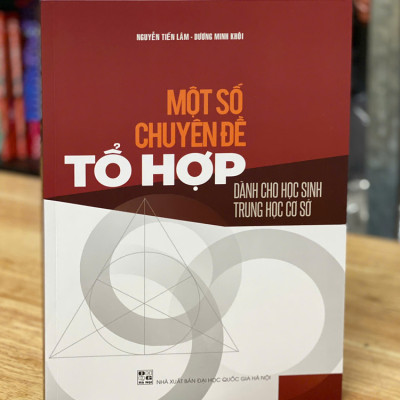 NGUYỄN TIẾN LÂM - DƯƠNG MINH KHÔI
MỘT SỐ
CHUYÊN ĐỀ
TỔ HỢP
DÀNH CHO HỌC SINH
TRUNG HỌC CƠ SỞ
NHÀ XUẤT BẢN ĐẠI HỌC QUỐC GIA HÀ NỘI